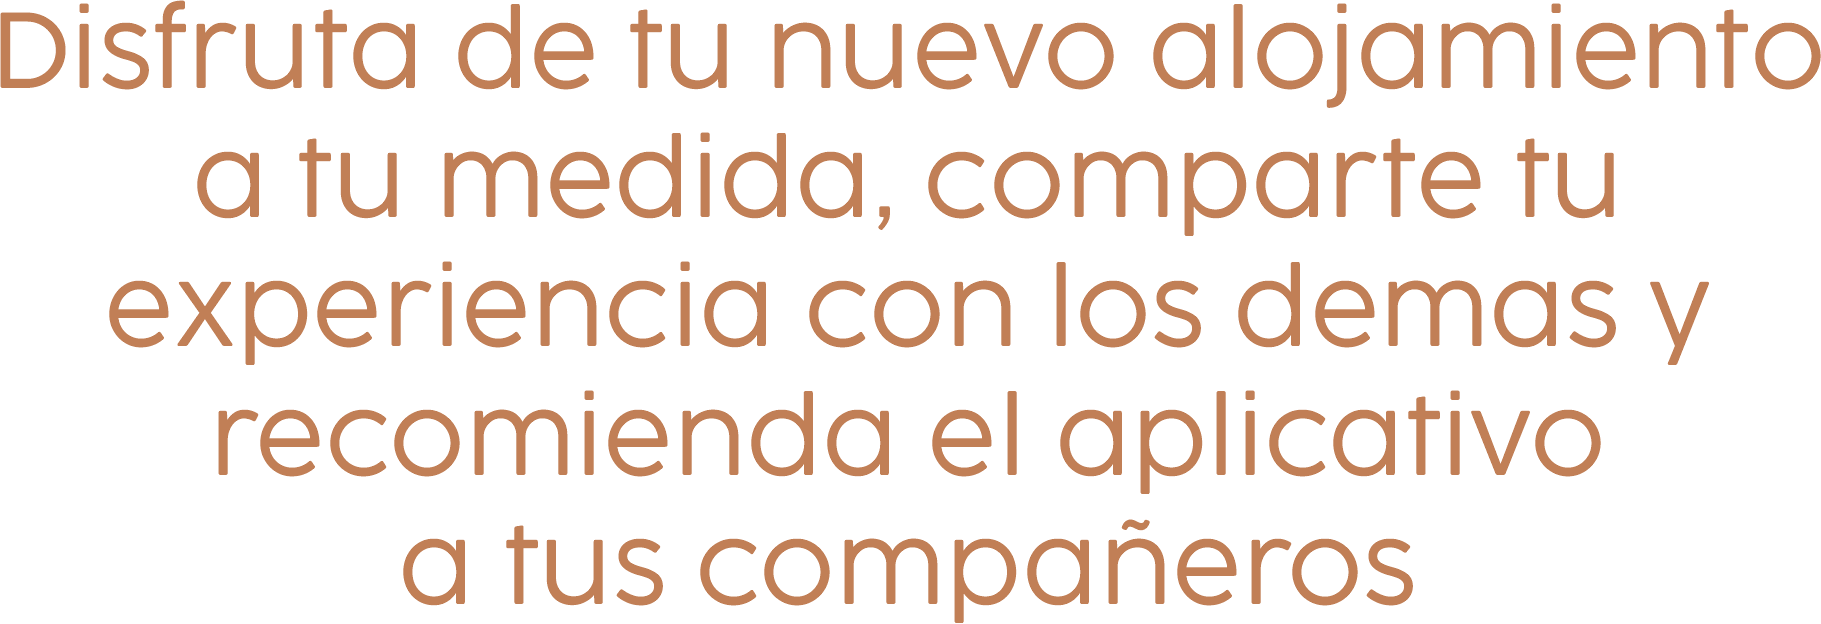 Disfruta de tu nuevo alojamiento
a tu medida, comparte tu
experiencia con los demas y
recomienda el aplicativo
a tus compañeros